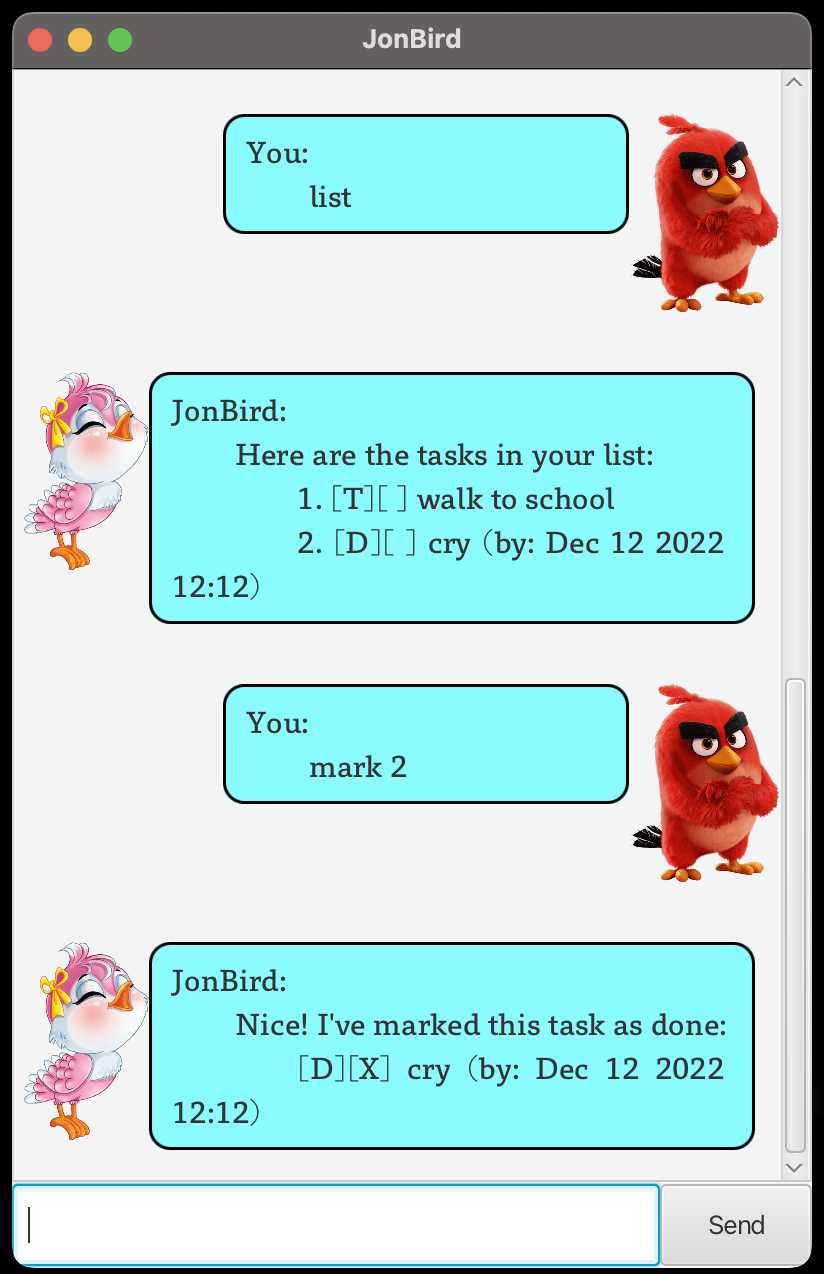 JonBird
You:
list
JonBird:
Here are the tasks in your list:
1. [T][ ] walk to school
2. [D][ ] cry (by: Dec 12 2022
12:12)
You:
mark 2
JonBird:
Nice! I've marked this task as done:
[D][X] cry (by: Dec 12 2022
12:12)
Send